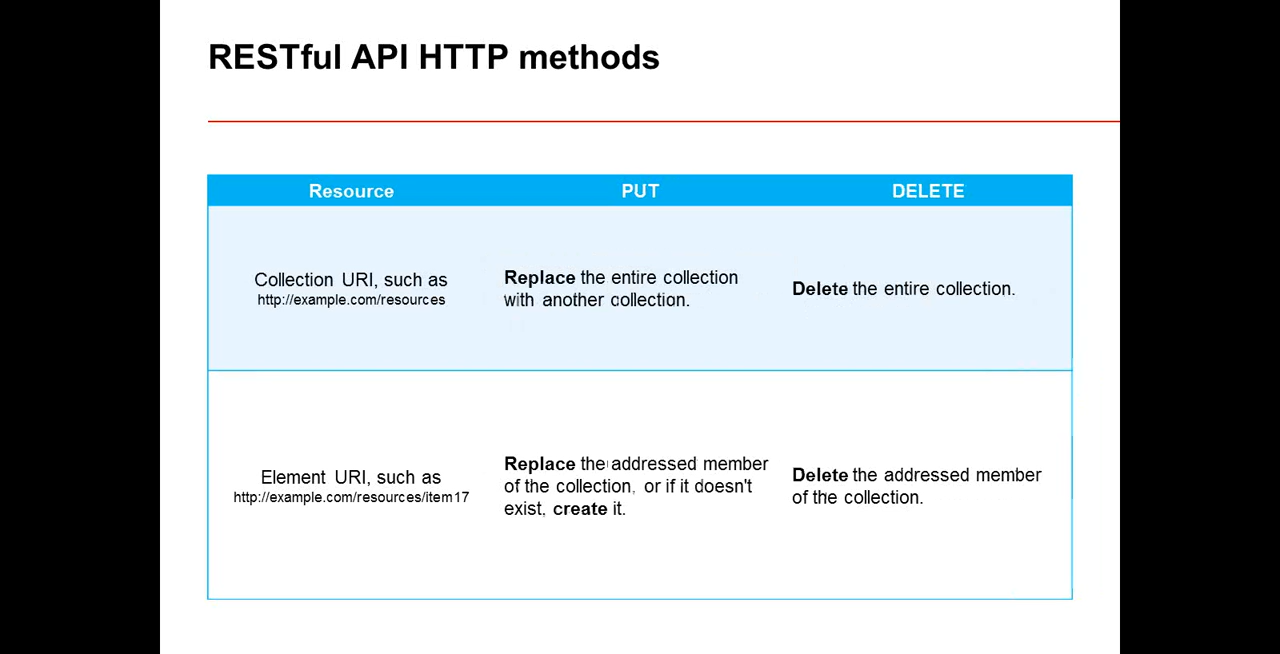 RESTful API HTTP methods
Resource
PUT
DELETE
Collection URI, such as
http://example.com/resources
Replace the entire collection
with another collection.
Delete the entire collection.
Element URI, such as
http://example.com/resources/item17
Replace the addressed member
of the collection, or if it doesn't
exist, create it.
Delete the addressed member
of the collection.